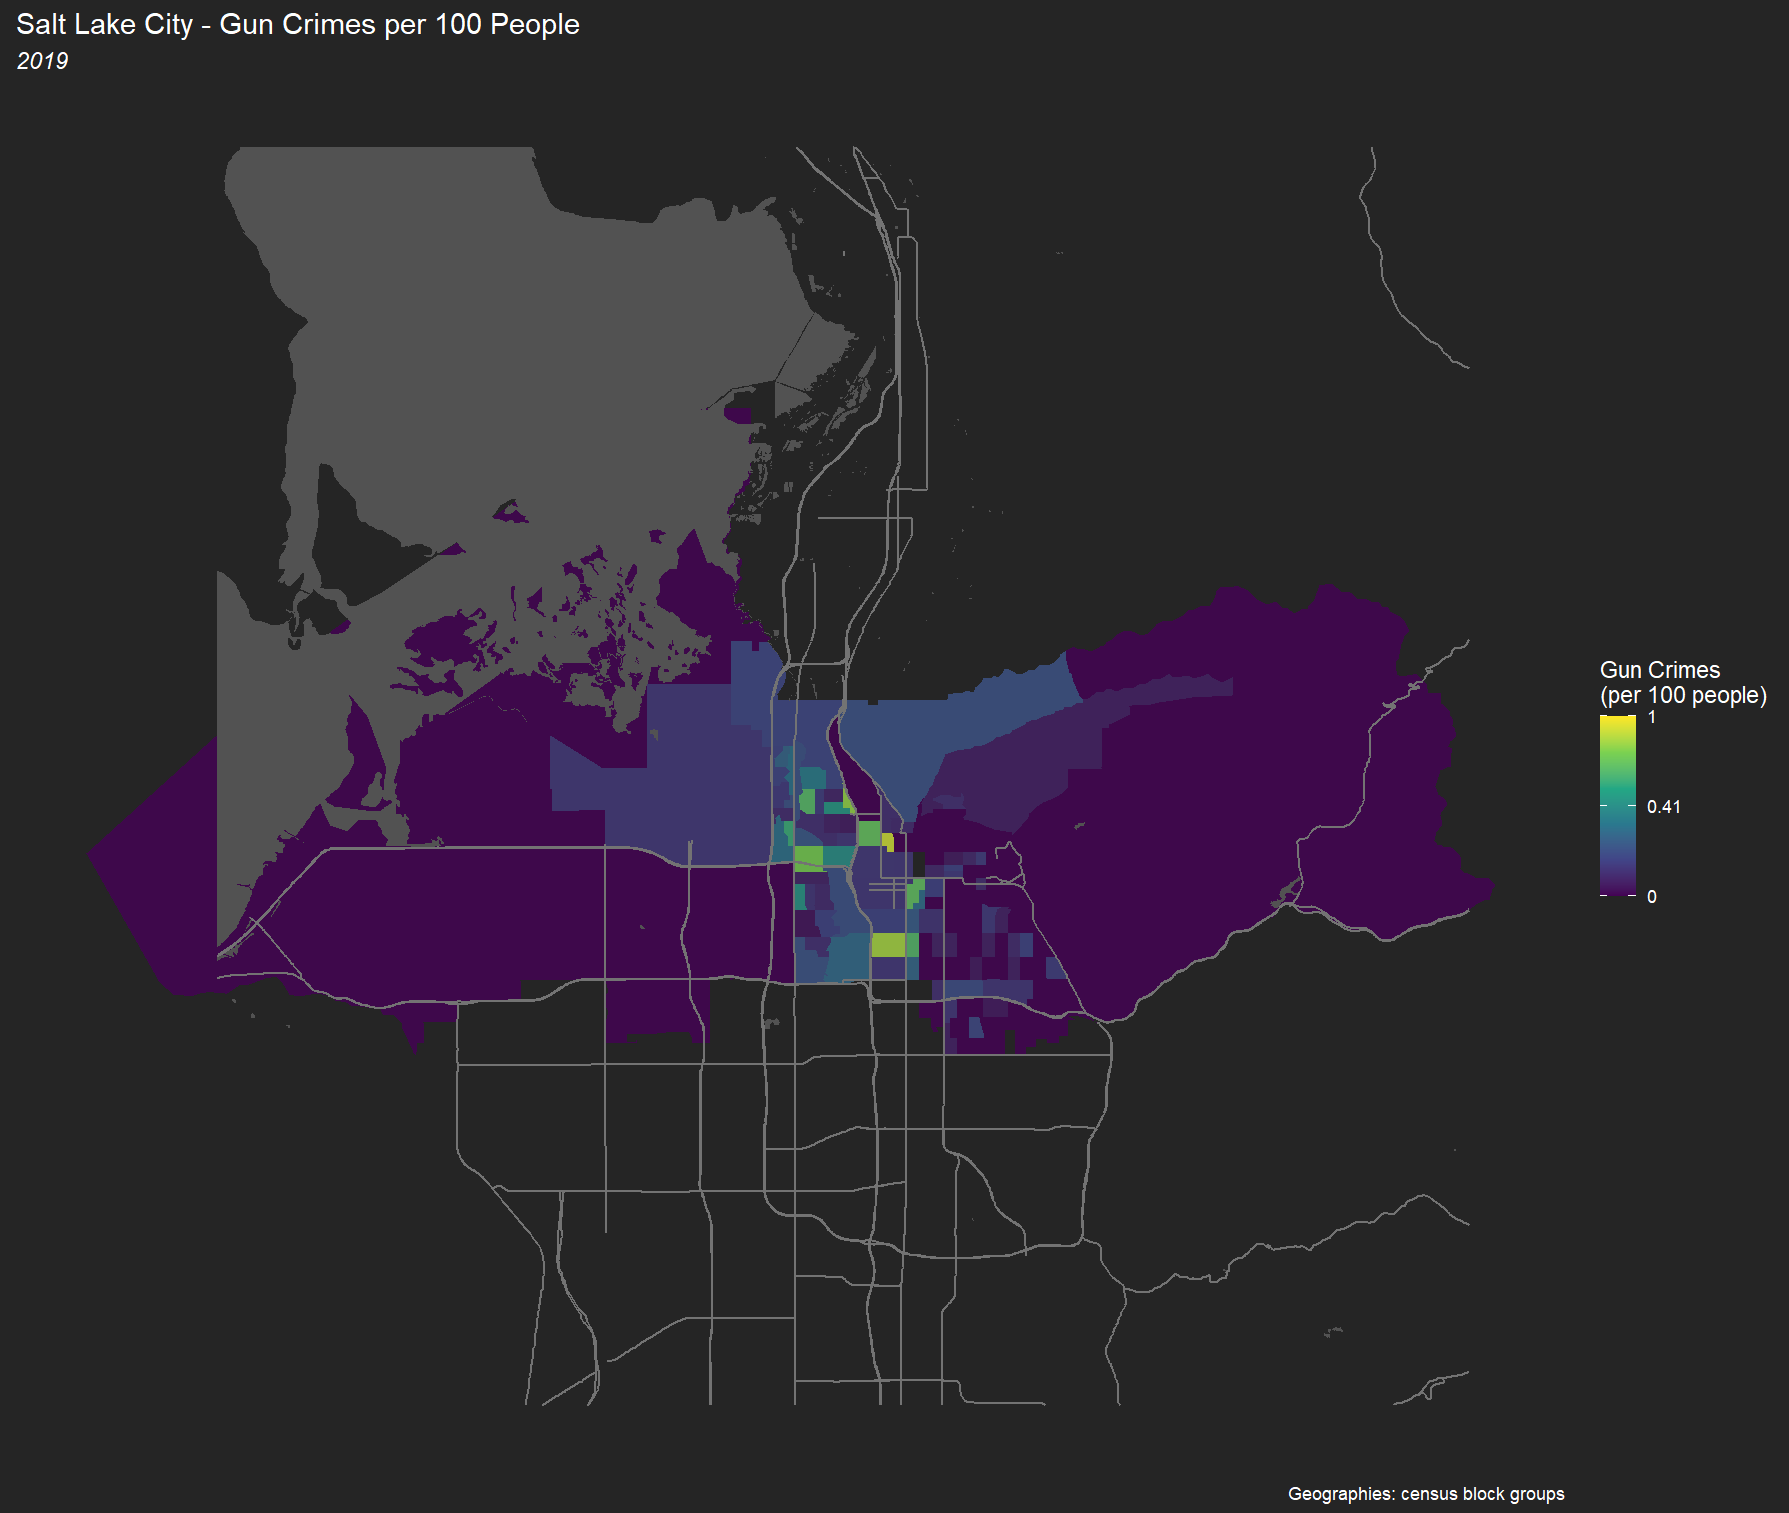 Salt Lake City - Gun Crimes per 100 People
2019
Gun Crimes
(per 100 people)
1
0.41
0
Geographies: census block groups